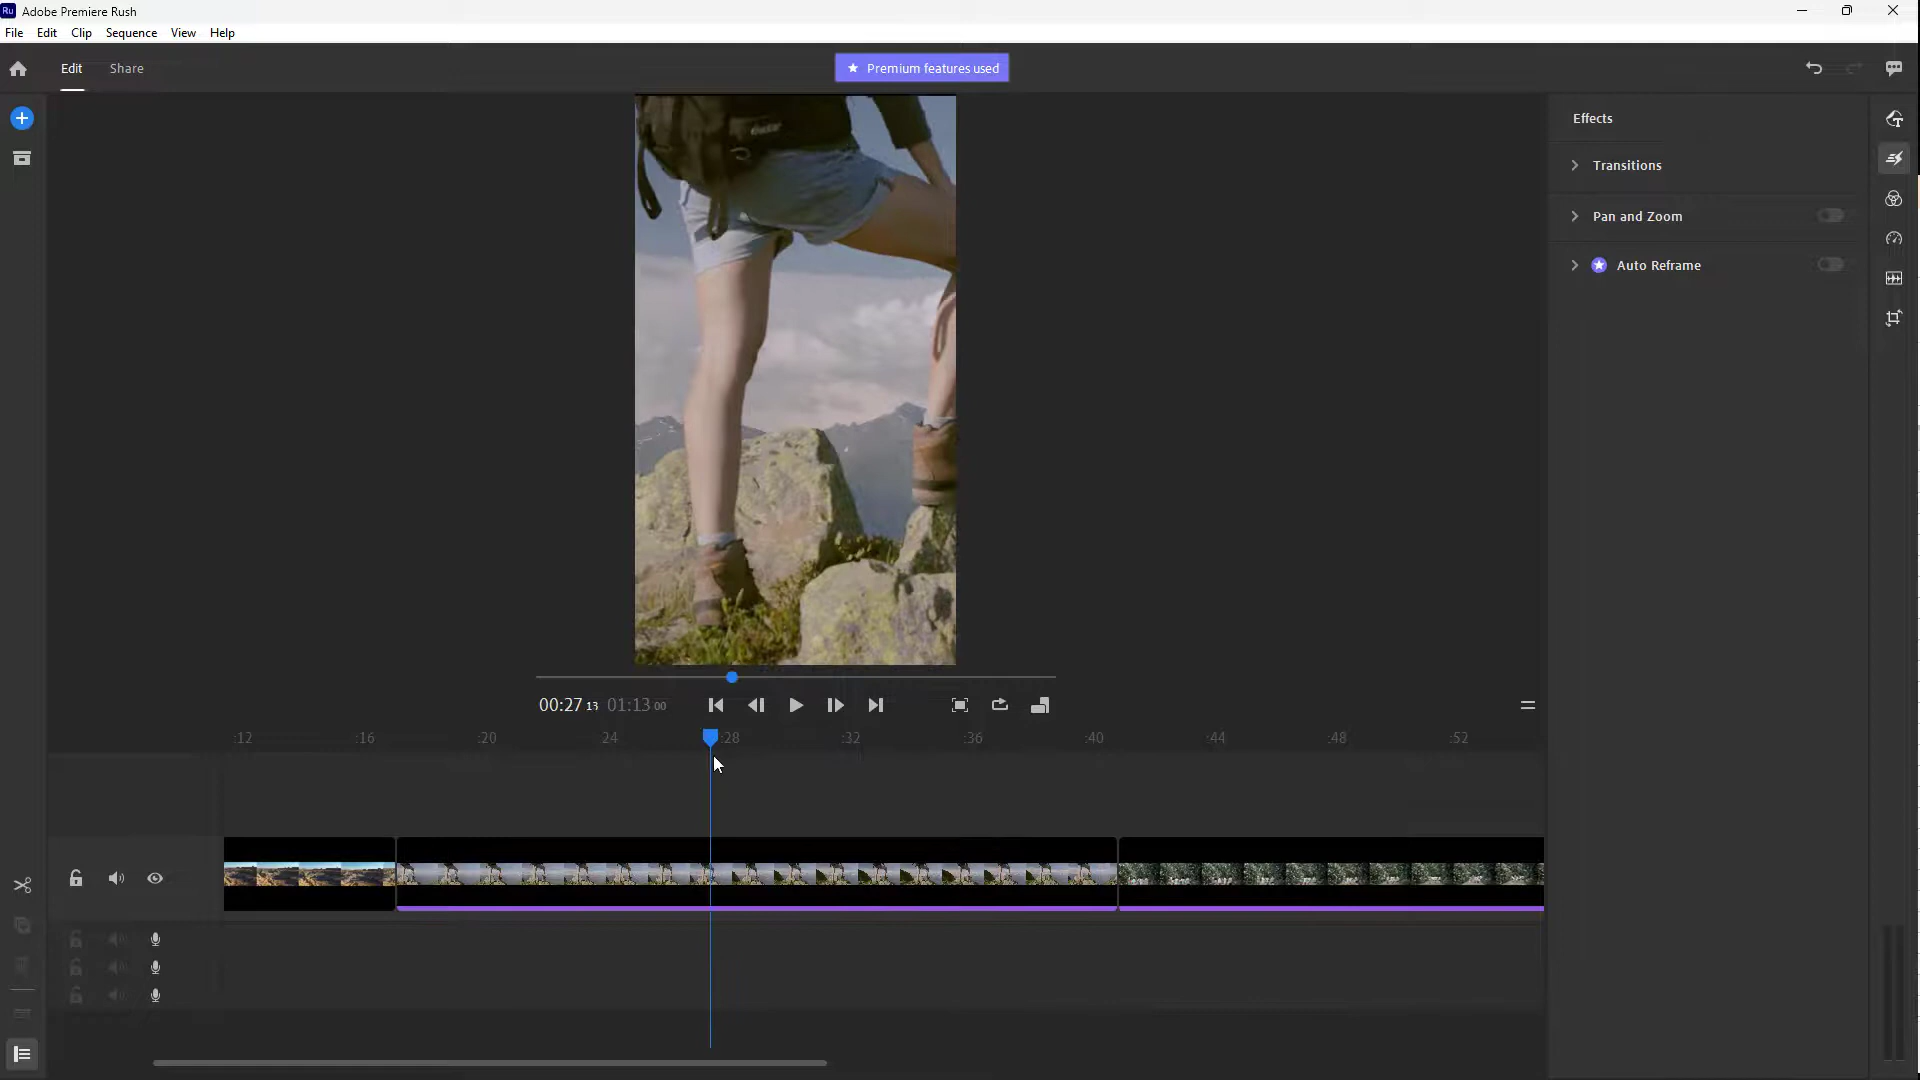 Ru Adobe Premiere Rush
File Edit Clip Sequence View Help
Edit Share
Premium features used
Effects
Transitions
Pan and Zoom
Auto Reframe
00:27 13 01:13 00
:12 :16 :20 24 :28 :32 :36 :40 :44 :48 :52